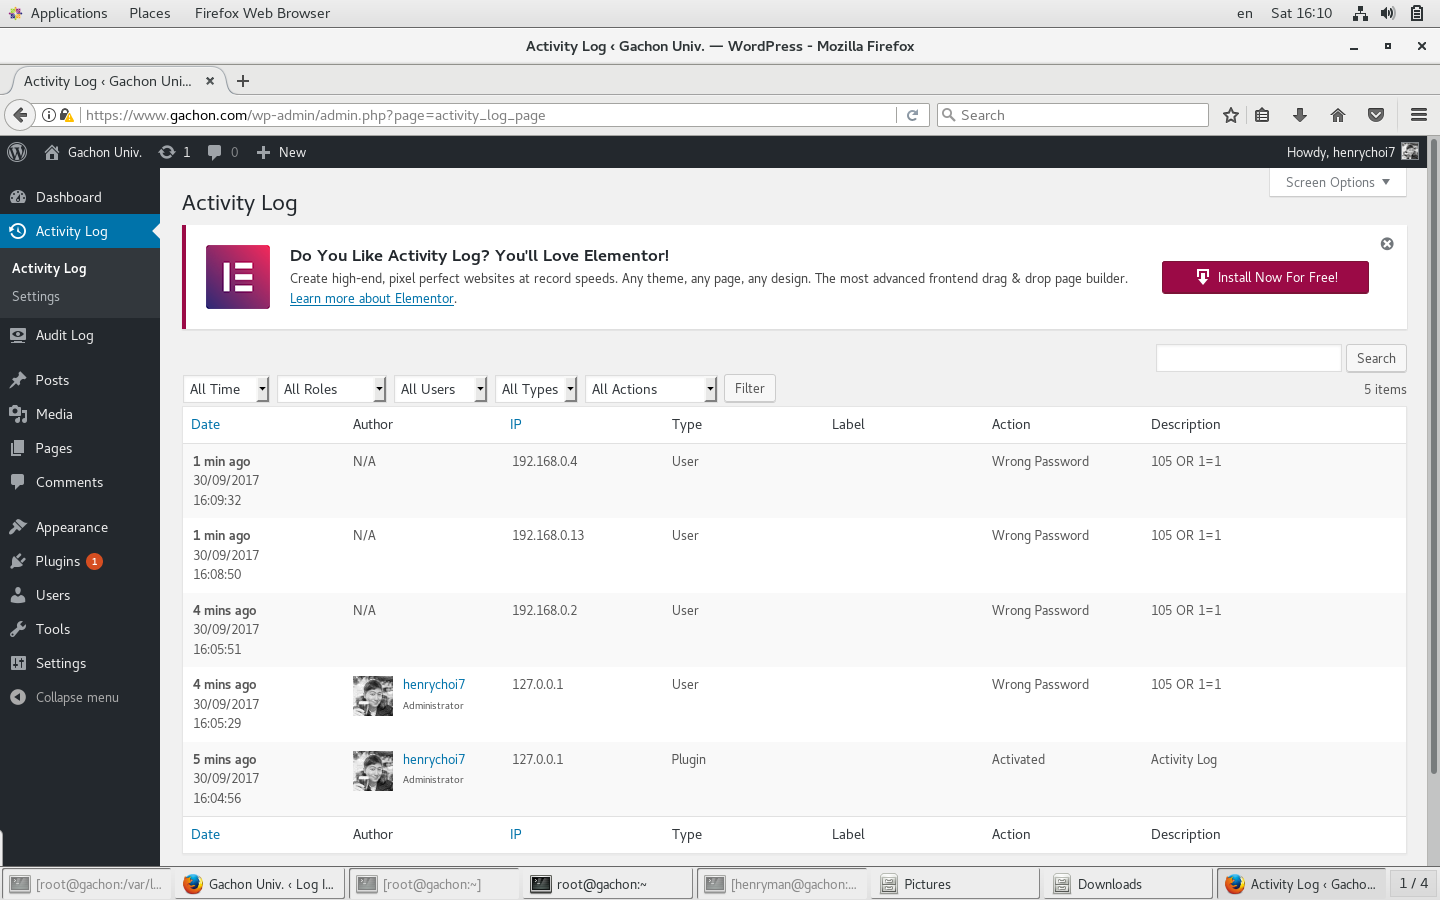 Applications Places Firefox Web Browser en Sat 16:10
Activity Log ‹ Gachon Univ. — WordPress - Mozilla Firefox
Activity Log ‹ Gachon Uni...
https://www.gachon.com/wp-admin/admin.php?page=activity_log_page Search
Gachon Univ. 1 0 New Howdy, henrychoi7
Screen Options
Dashboard
Activity Log
Activity Log
Settings
Audit Log
Posts
Media
Pages
Comments
Appearance
Plugins 1
Users
Tools
Settings
Collapse menu
Activity Log
Do You Like Activity Log? You'll Love Elementor!
Create high-end, pixel perfect websites at record speeds. Any theme, any page, any design. The most advanced frontend drag & drop page builder.
Learn more about Elementor.
Install Now For Free!
Search
All Time All Roles All Users All Types All Actions Filter 5 items
Date Author IP Type Label Action Description
1 min ago N/A 192.168.0.4 User Wrong Password 105 OR 1=1
30/09/2017
16:09:32
1 min ago N/A 192.168.0.13 User Wrong Password 105 OR 1=1
30/09/2017
16:08:50
4 mins ago N/A 192.168.0.2 User Wrong Password 105 OR 1=1
30/09/2017
16:05:51
4 mins ago henrychoi7 127.0.0.1 User Wrong Password 105 OR 1=1
30/09/2017 Administrator
16:05:29
5 mins ago henrychoi7 127.0.0.1 Plugin Activated Activity Log
30/09/2017 Administrator
16:04:56
Date Author IP Type Label Action Description
[root@gachon:/var/l... Gachon Univ. ‹ Log I... [root@gachon:~] root@gachon:~ [henryman@gachon:... Pictures Downloads Activity Log ‹ Gacho... 1 / 4